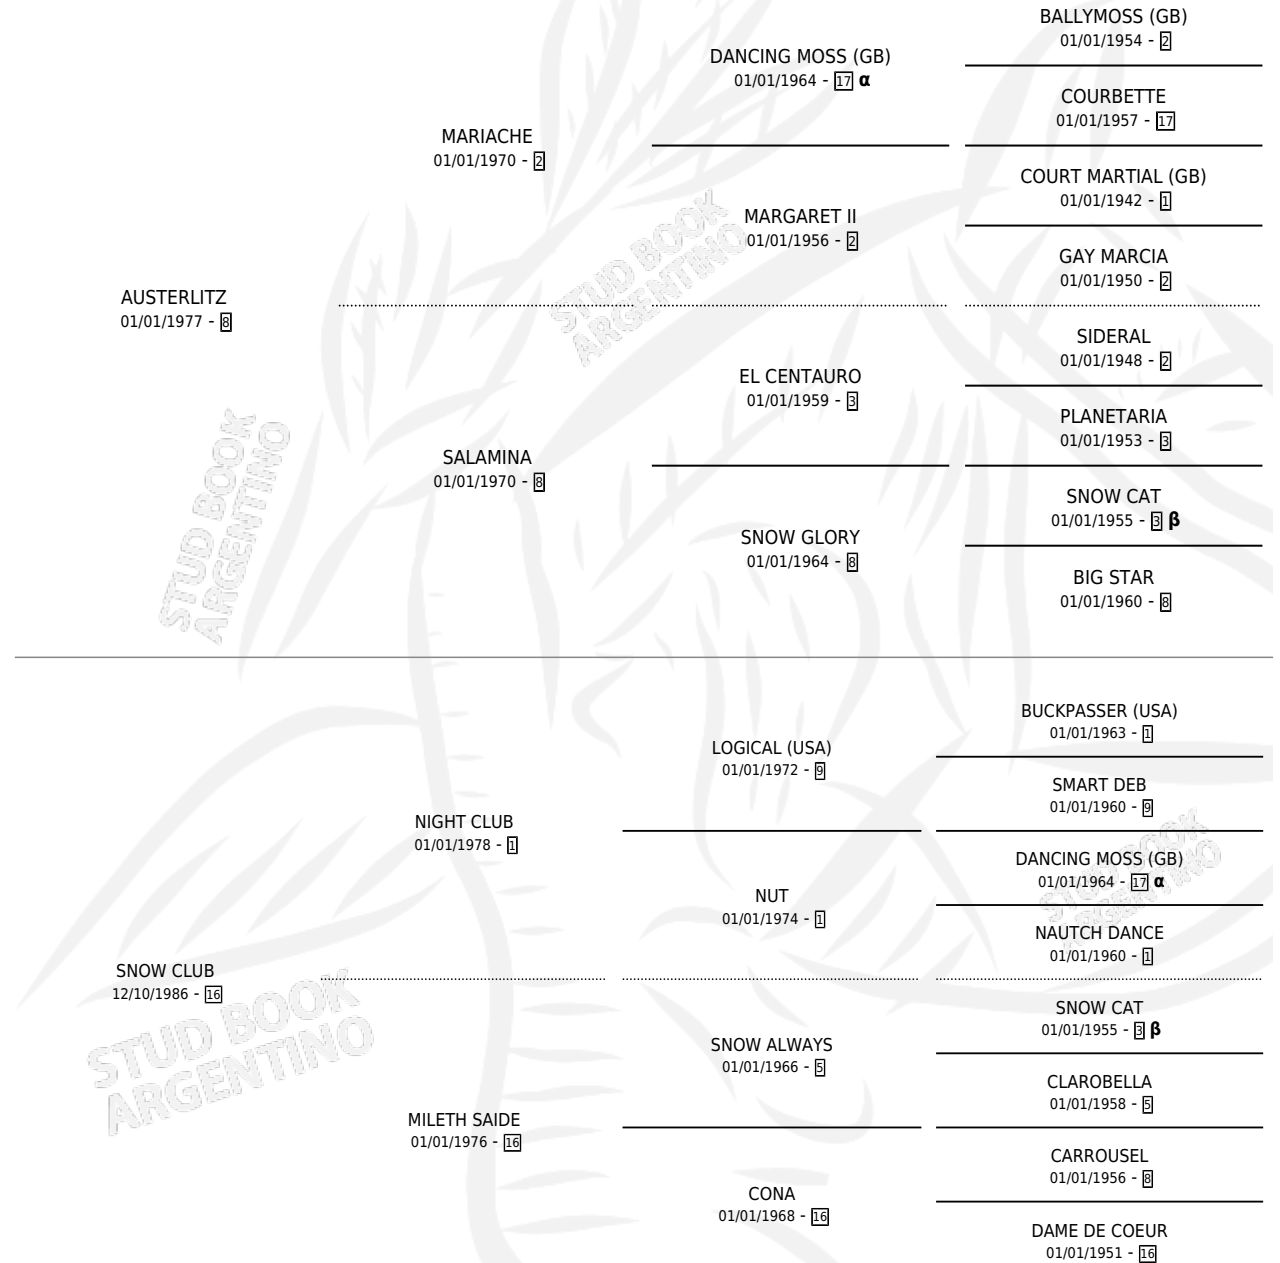 BALLYMOSS (GB)
01/01/1954 - 2
DANCING MOSS (GB)
01/01/1964 - 17 α
COURBETTE
01/01/1957 - 17
MARIACHE
01/01/1970 - 2
COURT MARTIAL (GB)
01/01/1942 - 1
MARGARET II
01/01/1956 - 2
GAY MARCIA
01/01/1950 - 2
AUSTERLITZ
01/01/1977 - 8
SIDERAL
01/01/1948 - 2
EL CENTAURO
01/01/1959 - 3
PLANETARIA
01/01/1953 - 3
SALAMINA
01/01/1970 - 8
SNOW CAT
01/01/1955 - 3 β
SNOW GLORY
01/01/1964 - 8
BIG STAR
01/01/1960 - 8
STUD BOOK
ARGENTINO
STUD BOOK
ARGENTINO
BUCKPASSER (USA)
01/01/1963 - 1
LOGICAL (USA)
01/01/1972 - 9
SMART DEB
01/01/1960 - 9
NIGHT CLUB
01/01/1978 - 1
DANCING MOSS (GB)
01/01/1964 - 17 α
NUT
01/01/1974 - 1
NAUTCH DANCE
01/01/1960 - 1
SNOW CLUB
12/10/1986 - 16
SNOW CAT
01/01/1955 - 3 β
SNOW ALWAYS
01/01/1966 - 5
CLAROBELLA
01/01/1958 - 5
MILETH SAIDE
01/01/1976 - 16
CARROUSEL
01/01/1956 - 8
CONA
01/01/1968 - 16
DAME DE COEUR
01/01/1951 - 16
STUD BOOK
ARGENTINO
STUD BOOK
ARGENTINO